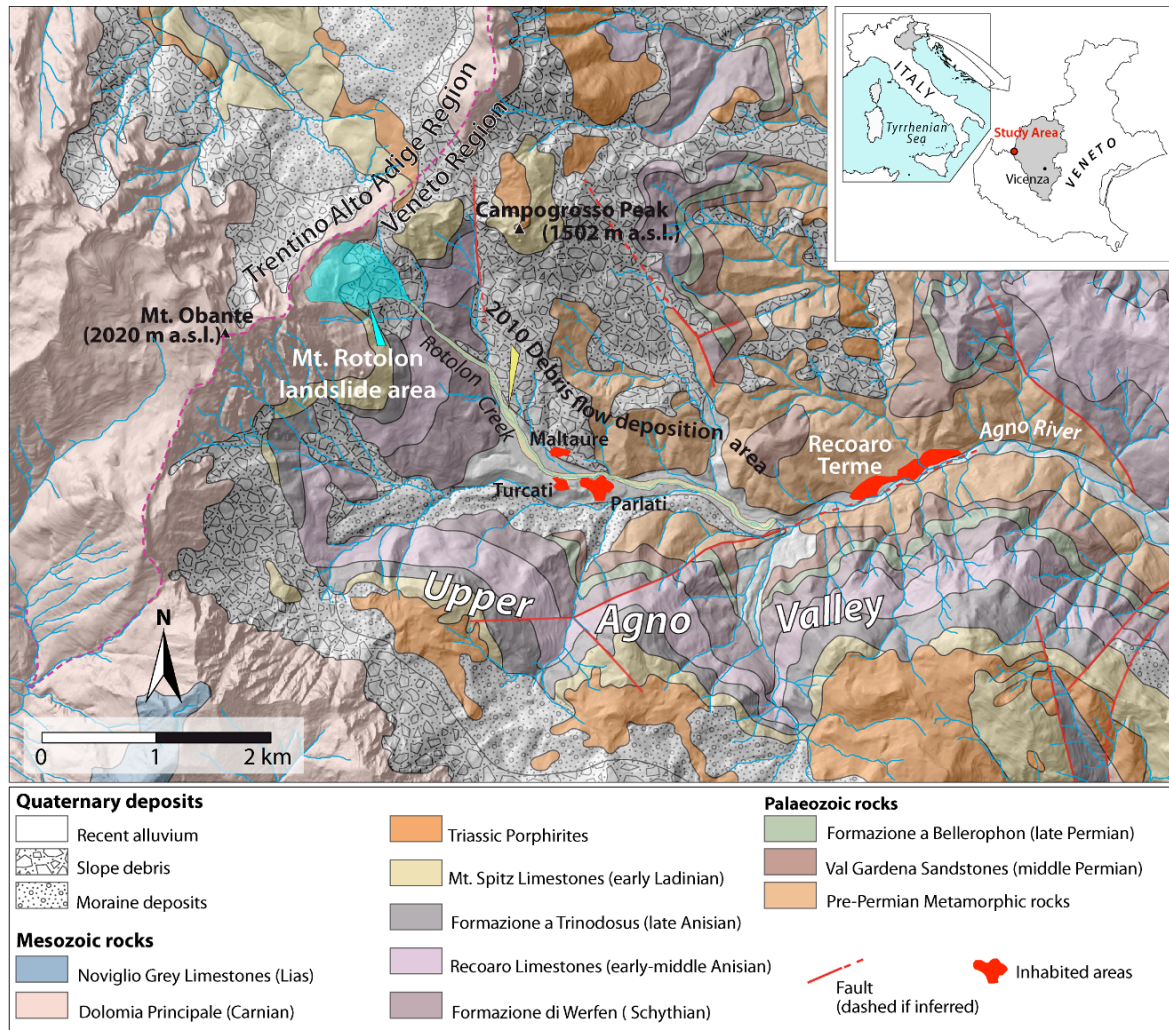 Trentino Alto Adige Region
Veneto Region
Campogrosso Peak
(1502 m a.s.l.)
Mt. Obante
(2020 m a.s.l.)
Mt. Rotolon
landslide area
Rotolon
Creek
2010 Debris flow deposition
area
Maltaure
Turcati
Parlati
Recoaro
Terme
Agno River
Upper
Agno
Valley
N
0 1 2 km
ITALY
Tyrrhenian
Sea
Study Area
Vicenza
VENETO
Quaternary deposits
Recent alluvium
Slope debris
Moraine deposits
Mesozoic rocks
Noviglio Grey Limestones (Lias)
Dolomia Principale (Carnian)
Triassic Porphirites
Mt. Spitz Limestones (early Ladinian)
Formazione a Trinodosus (late Anisian)
Recoaro Limestones (early-middle Anisian)
Formazione di Werfen ( Schythian)
Palaeozoic rocks
Formazione a Bellerophon (late Permian)
Val Gardena Sandstones (middle Permian)
Pre-Permian Metamorphic rocks
Fault
(dashed if inferred)
Inhabited areas